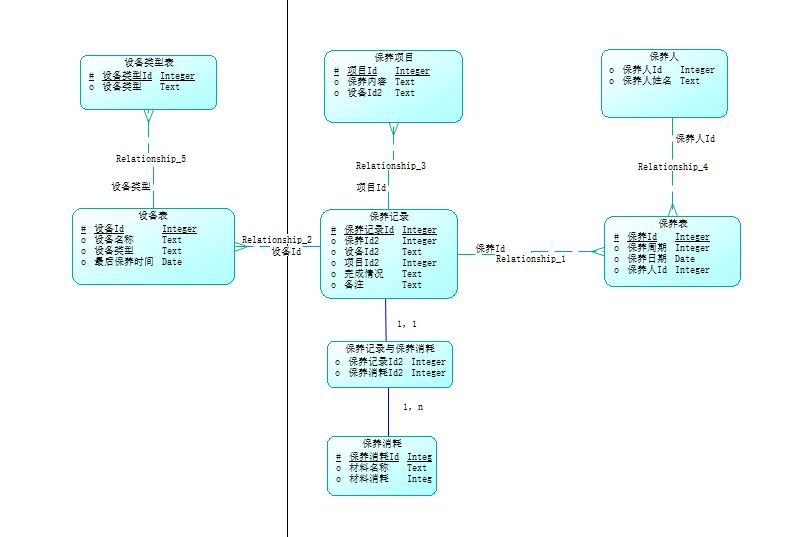 设备类型表
# 设备类型Id Integer
o 设备类型 Text
保养项目
# 项目Id Integer
o 保养内容 Text
o 设备Id2 Text
保养人
o 保养人Id Integer
o 保养人姓名 Text
Relationship_5
设备类型
Relationship_3
项目Id
保养人Id
Relationship_4
设备表
# 设备Id Integer
o 设备名称 Text
o 设备类型 Text
o 最后保养时间 Date
Relationship_2
设备Id
保养记录
# 保养记录Id Integer
o 保养Id2 Integer
o 设备Id2 Text
o 项目Id2 Integer
o 完成情况 Text
o 备注 Text
保养Id
Relationship_1
保养表
# 保养Id Integer
o 保养周期 Integer
o 保养日期 Date
o 保养人Id Integer
1, 1
保养记录与保养消耗
o 保养记录Id2 Integer
o 保养消耗Id2 Integer
1, n
保养消耗
# 保养消耗Id Integ
o 材料名称 Text
o 材料消耗 Integ